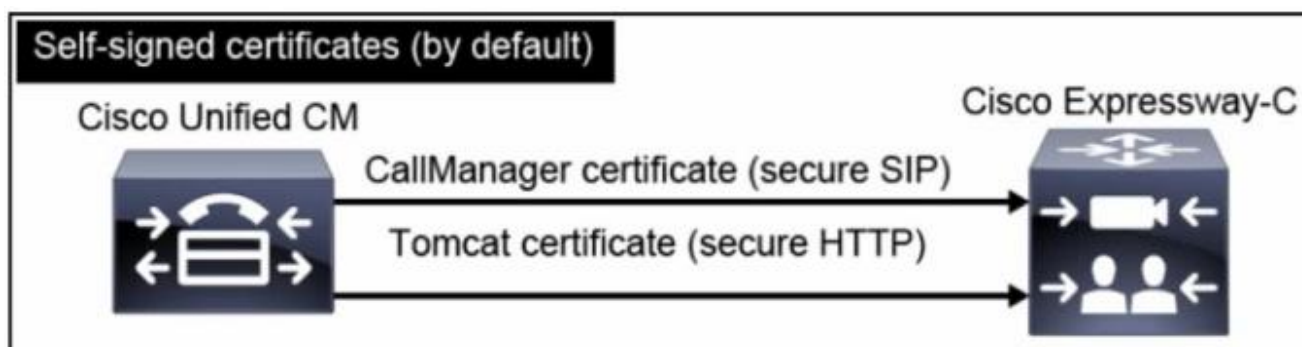 Self-signed certificates (by default)
Cisco Unified CM
Cisco Expressway-C
CallManager certificate (secure SIP)
Tomcat certificate (secure HTTP)